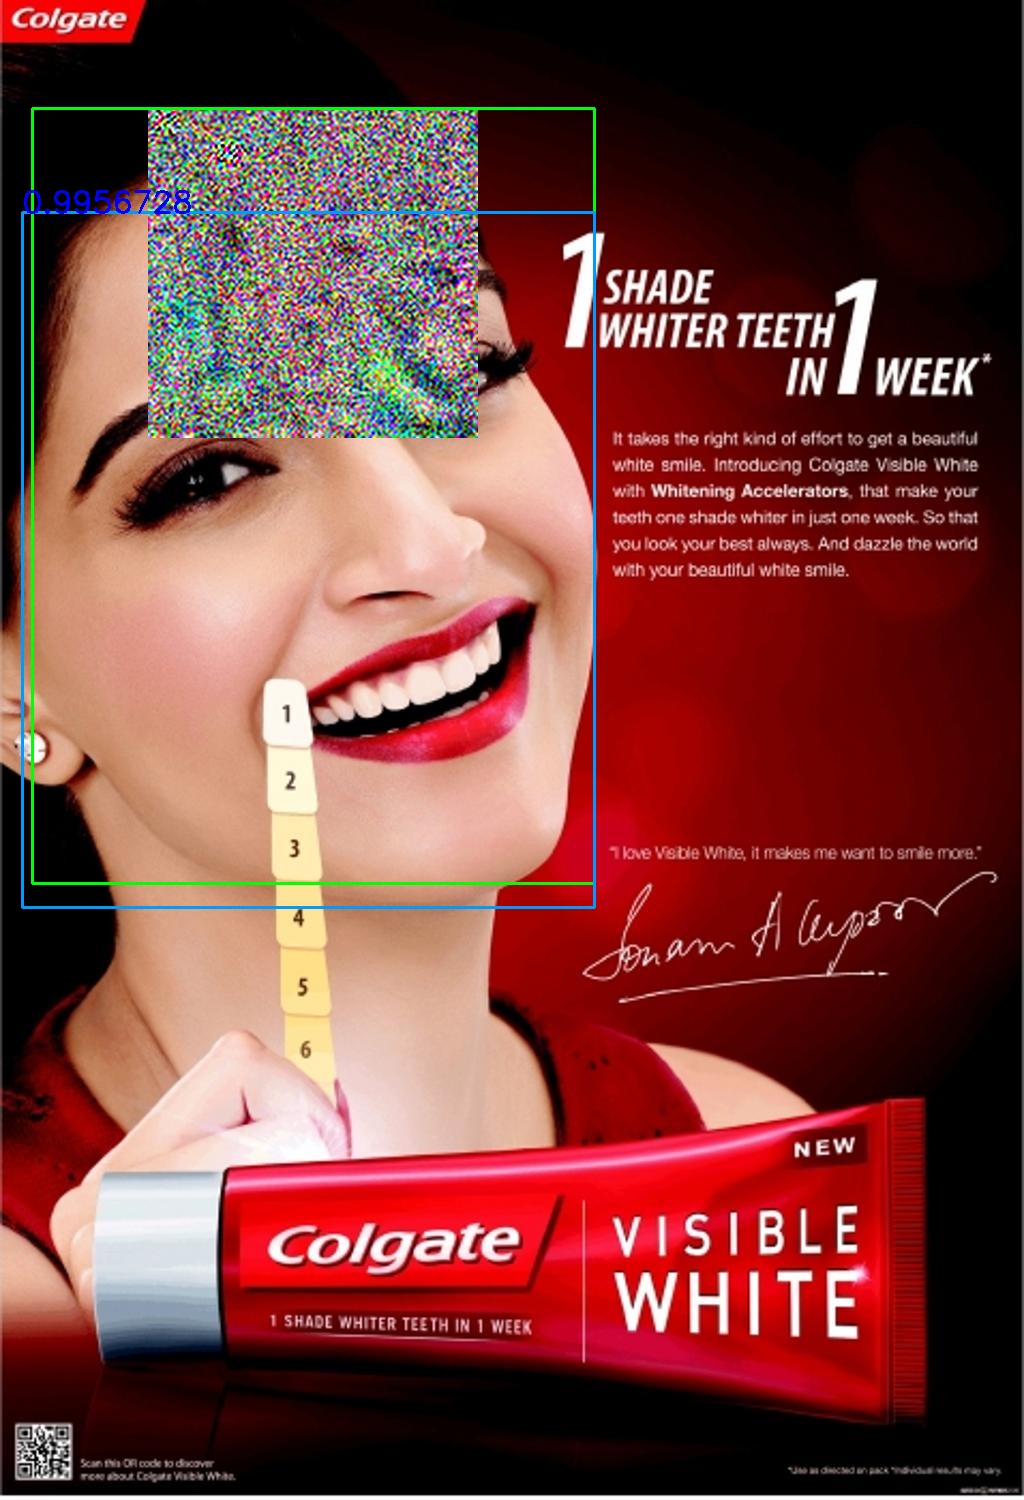 Colgate
0.9956728
1 SHADE
WHITER TEETH
IN 1 WEEK*
It takes the right kind of effort to get a beautiful
white smile. Introducing Colgate Visible White
with Whitening Accelerators, that make your
teeth one shade whiter in just one week. So that
you look your best always. And dazzle the world
with your beautiful white smile.
1
2
3
4
5
6
"I love Visible White, it makes me want to smile more."
Sonam A Kapoor
NEW
Colgate
VISIBLE
WHITE
1 SHADE WHITER TEETH IN 1 WEEK
Scan this QR code to discover
more about Colgate Visible White.
*Use as directed on pack *Individual results may vary.